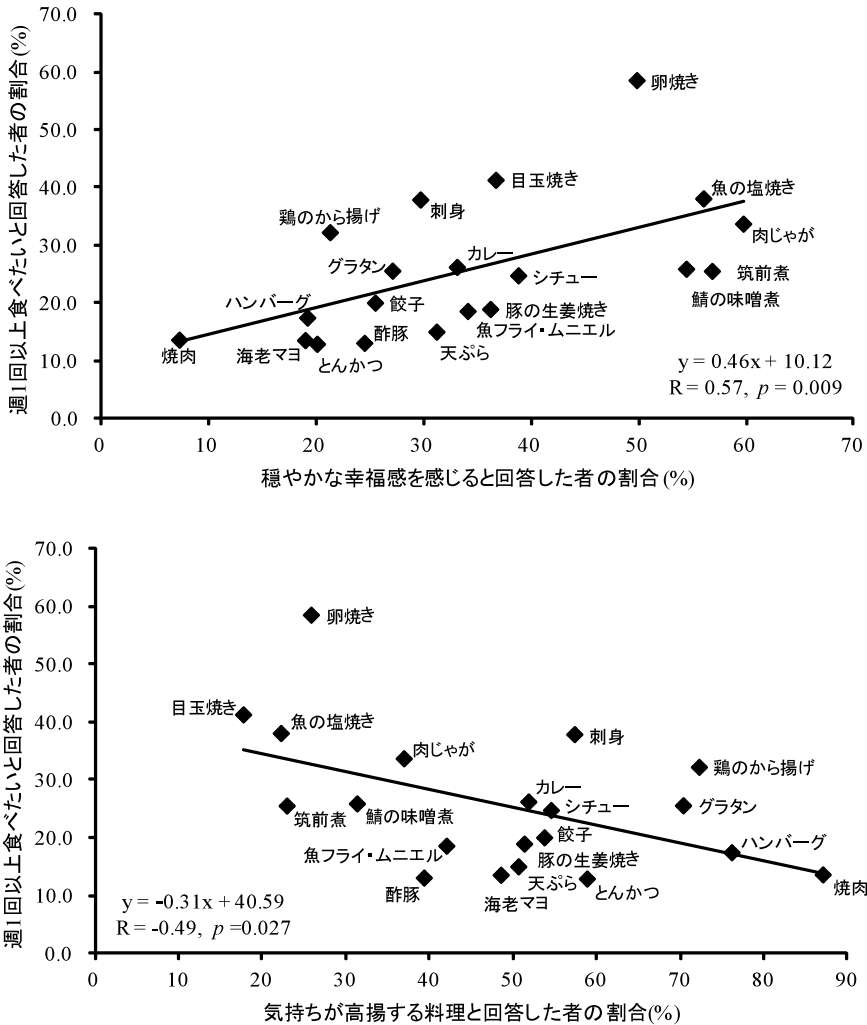 週1回以上食べたいと回答した者の割合(%)
70.0
60.0
50.0
40.0
30.0
20.0
10.0
0.0
卵焼き
目玉焼き
魚の塩焼き
刺身
鶏のから揚げ
肉じゃが
カレー
グラタン
シチュー
筑前煮
鯖の味噌煮
ハンバーグ
餃子
豚の生姜焼き
魚フライ・ムニエル
酢豚
天ぷら
焼肉
海老マヨ
とんかつ
y = 0.46x + 10.12
R = 0.57, p = 0.009
0 10 20 30 40 50 60 70
穏やかな幸福感を感じると回答した者の割合(%)
週1回以上食べたいと回答した者の割合(%)
70.0
60.0
50.0
40.0
30.0
20.0
10.0
0.0
卵焼き
目玉焼き
魚の塩焼き
刺身
肉じゃが
鶏のから揚げ
カレー
シチュー
グラタン
筑前煮
鯖の味噌煮
餃子
ハンバーグ
魚フライ・ムニエル
豚の生姜焼き
天ぷら
酢豚
海老マヨ
とんかつ
焼肉
y = -0.31x + 40.59
R = -0.49, p =0.027
0 10 20 30 40 50 60 70 80 90
気持ちが高揚する料理と回答した者の割合(%)